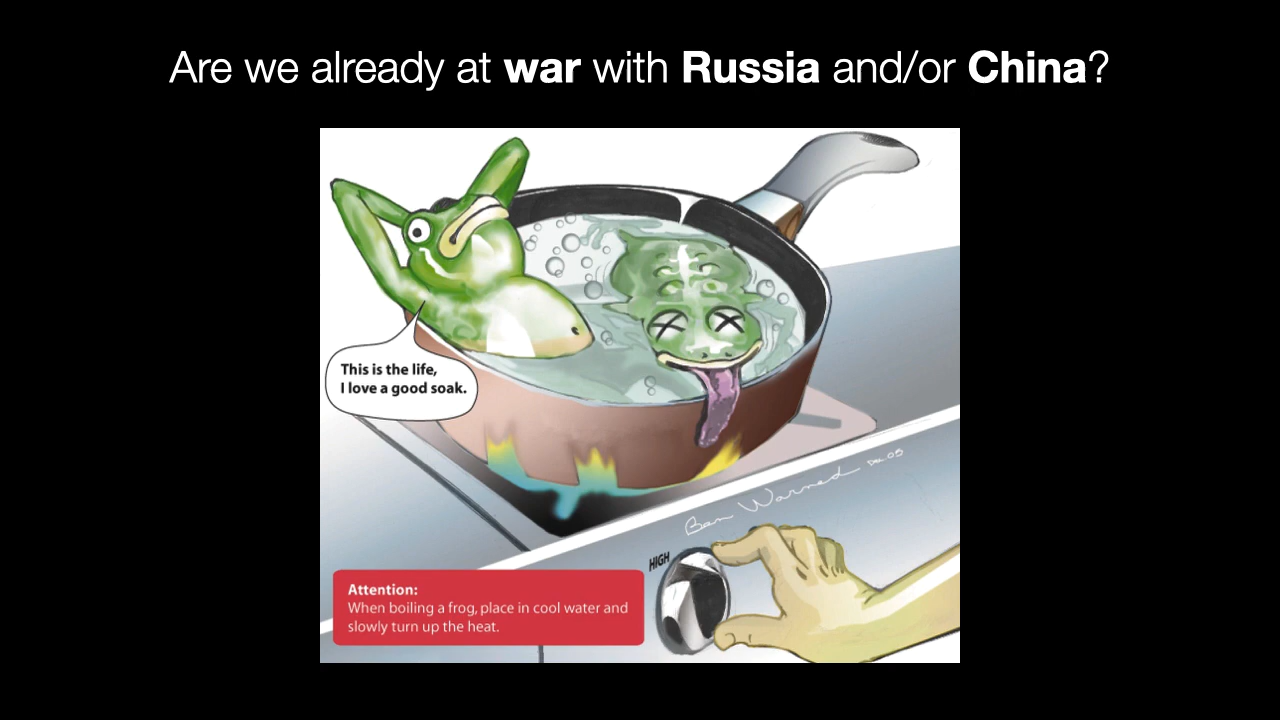 Are we already at war with Russia and/or China?
This is the life,
I love a good soak.
HIGH
Attention:
When boiling a frog, place in cool water and
slowly turn up the heat.